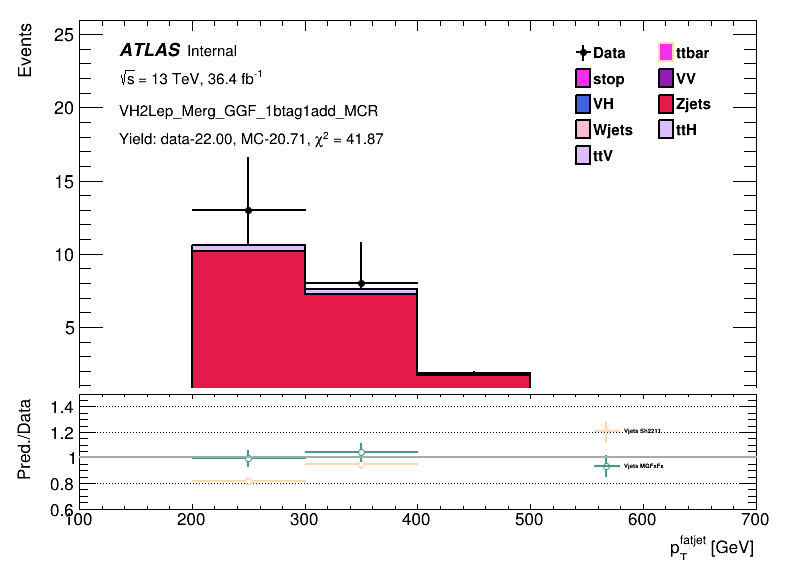 Events
ATLAS Internal
√s = 13 TeV, 36.4 fb⁻¹
VH2Lep_Merg_GGF_1btag1add_MCR
Yield: data-22.00, MC-20.71, χ² = 41.87
Data
ttbar
stop
VV
VH
Zjets
Wjets
ttH
ttV
25
20
15
10
5
Pred./Data
1.4
1.2
1
0.8
0.6
Vjets Sh2211
Vjets MGFxFx
100 200 300 400 500 600 700
p_T^fatjet [GeV]